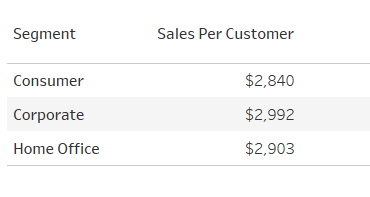 Segment Sales Per Customer
Consumer $2,840
Corporate $2,992
Home Office $2,903